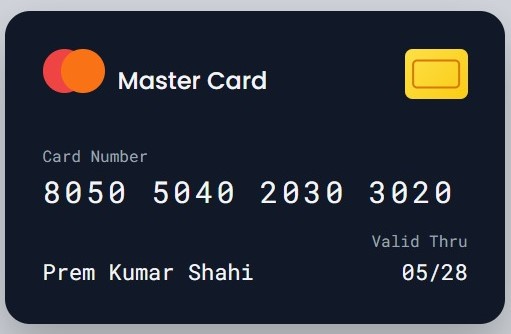 Master Card
Card Number
8050 5040 2030 3020
Valid Thru
Prem Kumar Shahi 05/28